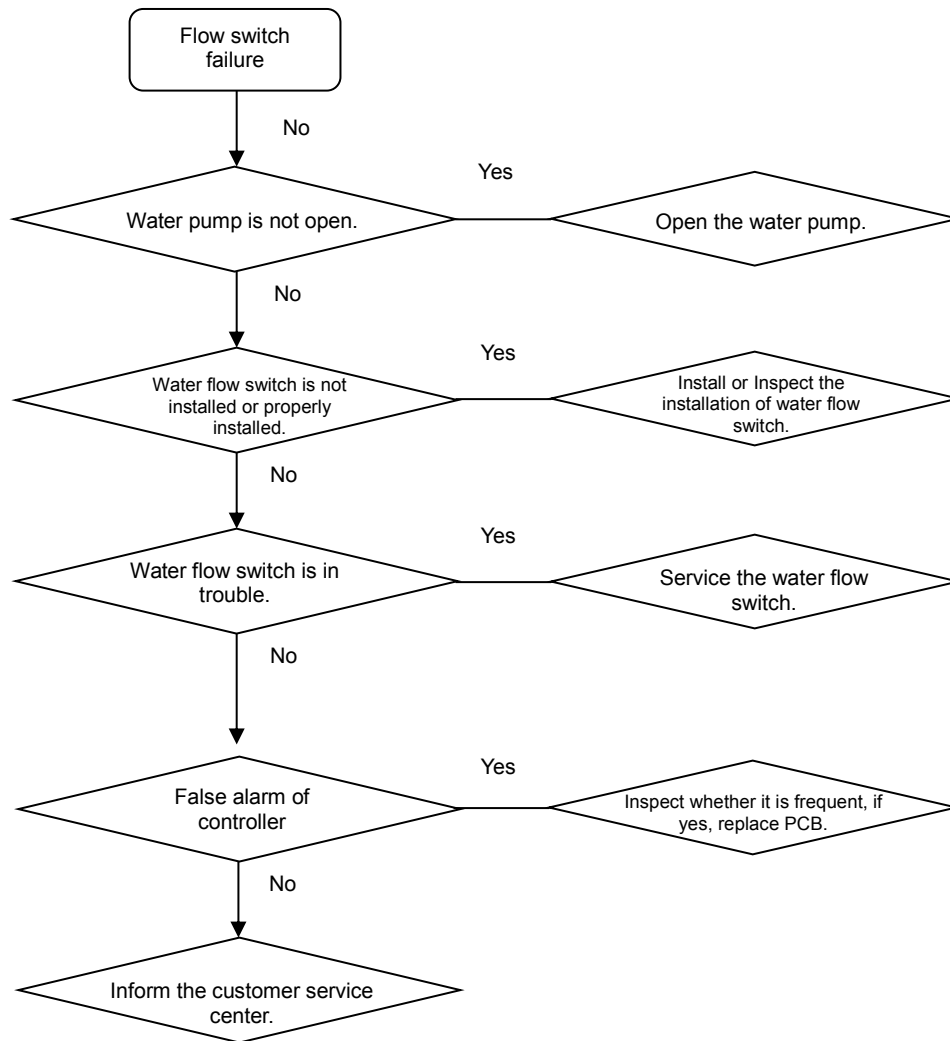 Flow switch
failure
No
Yes
Water pump is not open.
Open the water pump.
No
Yes
Water flow switch is not
installed or properly
installed.
Install or Inspect the
installation of water flow
switch.
No
Yes
Water flow switch is in
trouble.
Service the water flow
switch.
No
Yes
False alarm of
controller
Inspect whether it is frequent, if
yes, replace PCB.
No
Inform the customer service
center.